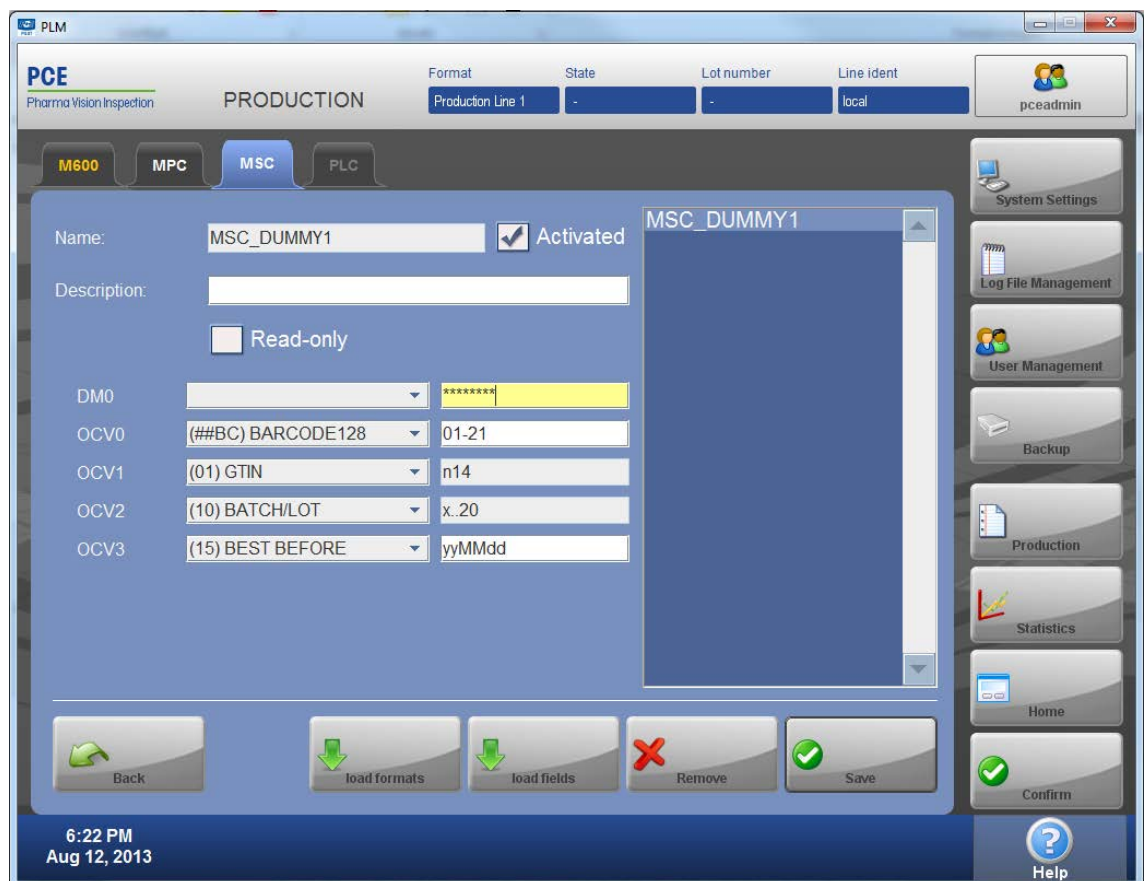 PLM
PCE
Pharma Vision Inspection
PRODUCTION
Format State Lot number Line ident
Production Line 1 - - local
pceadmin
M600 MPC MSC PLC
Name: MSC_DUMMY1 Activated
Description:
Read-only
DM0 ********
OCV0 (##BC) BARCODE128 01-21
OCV1 (01) GTIN n14
OCV2 (10) BATCH/LOT x..20
OCV3 (15) BEST BEFORE yyMMdd
MSC_DUMMY1
Back load formats load fields Remove Save
System Settings
Log File Management
User Management
Backup
Production
Statistics
Home
Confirm
6:22 PM
Aug 12, 2013
Help